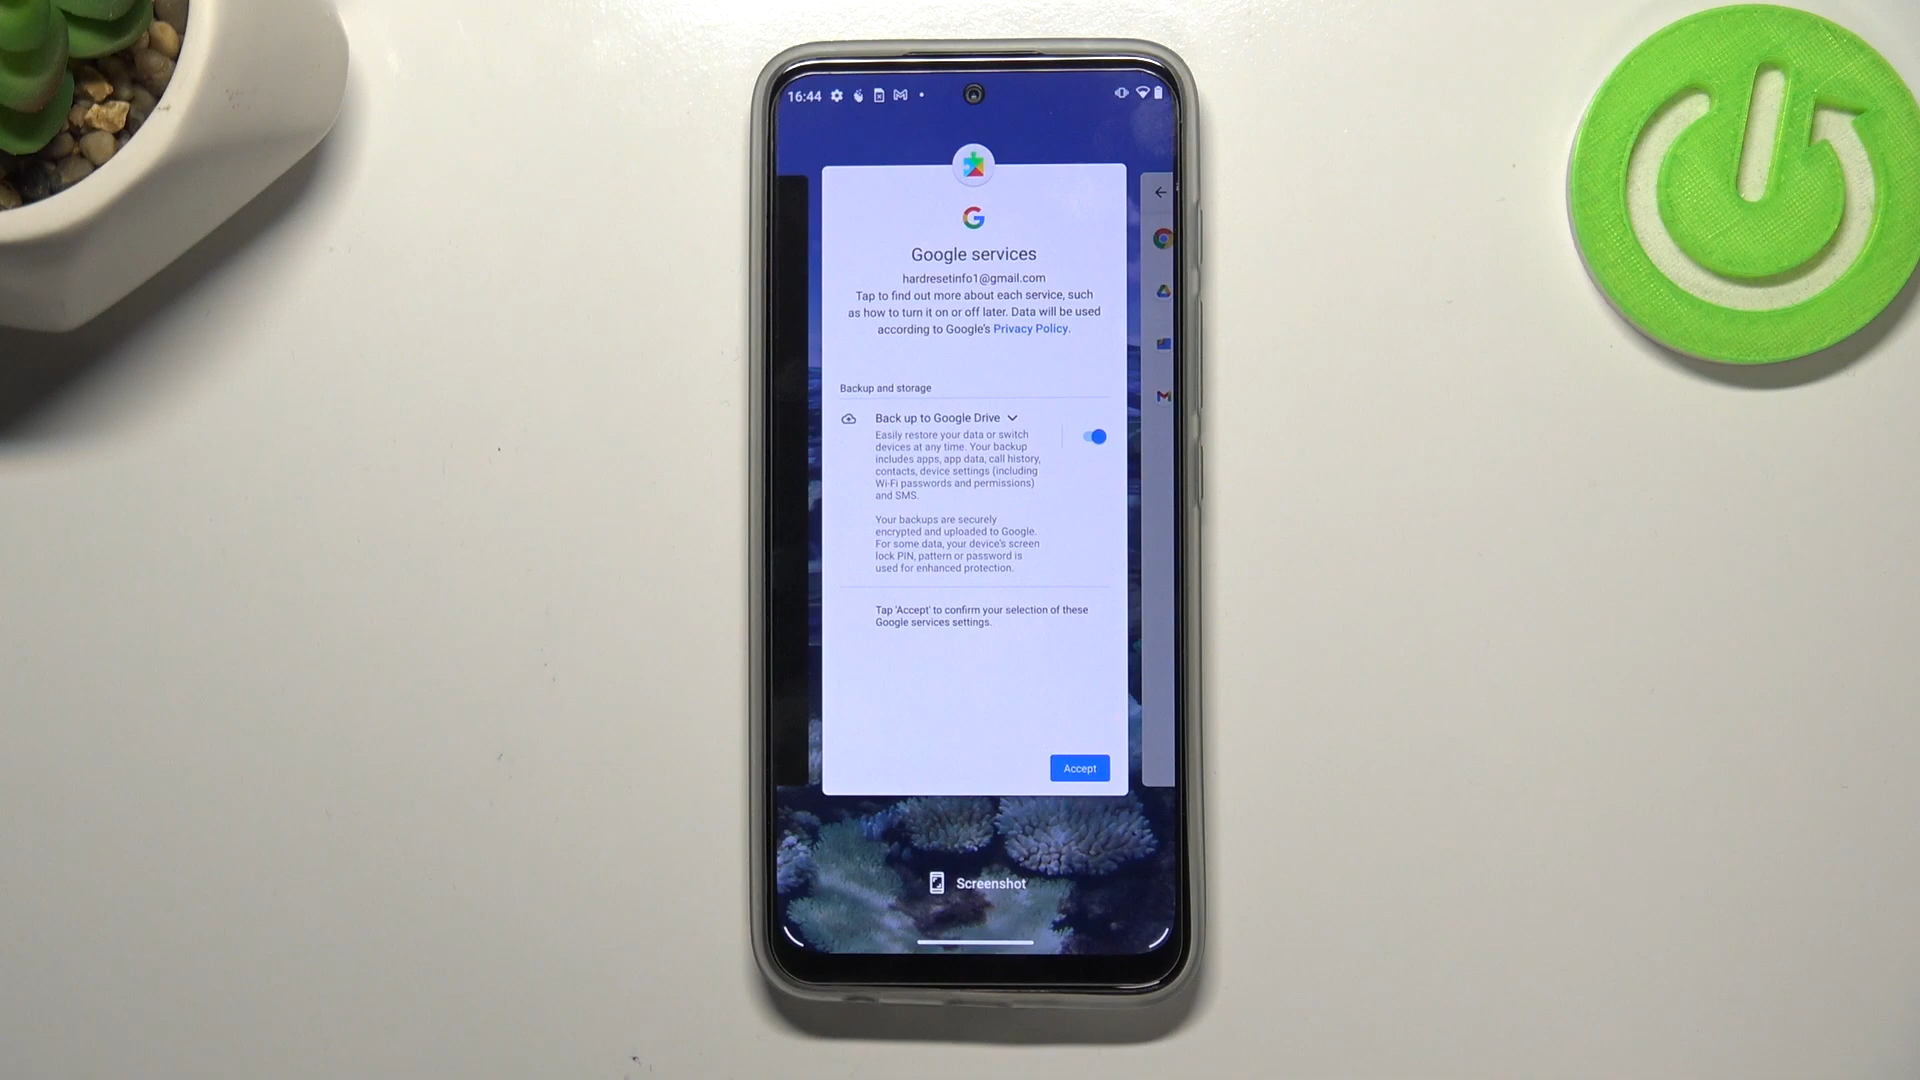 16:44
Google services
hardresetinfo1@gmail.com
Tap to find out more about each service, such
as how to turn it on or off later. Data will be used
according to Google's Privacy Policy.
Backup and storage
Back up to Google Drive
Easily restore your data or switch
devices at any time. Your backup
includes apps, app data, call history,
contacts, device settings (including
Wi-Fi passwords and permissions)
and SMS.
Your backups are securely
encrypted and uploaded to Google.
For some data, your device's screen
lock PIN, pattern or password is
used for enhanced protection.
Tap 'Accept' to confirm your selection of these
Google services settings.
Accept
Screenshot